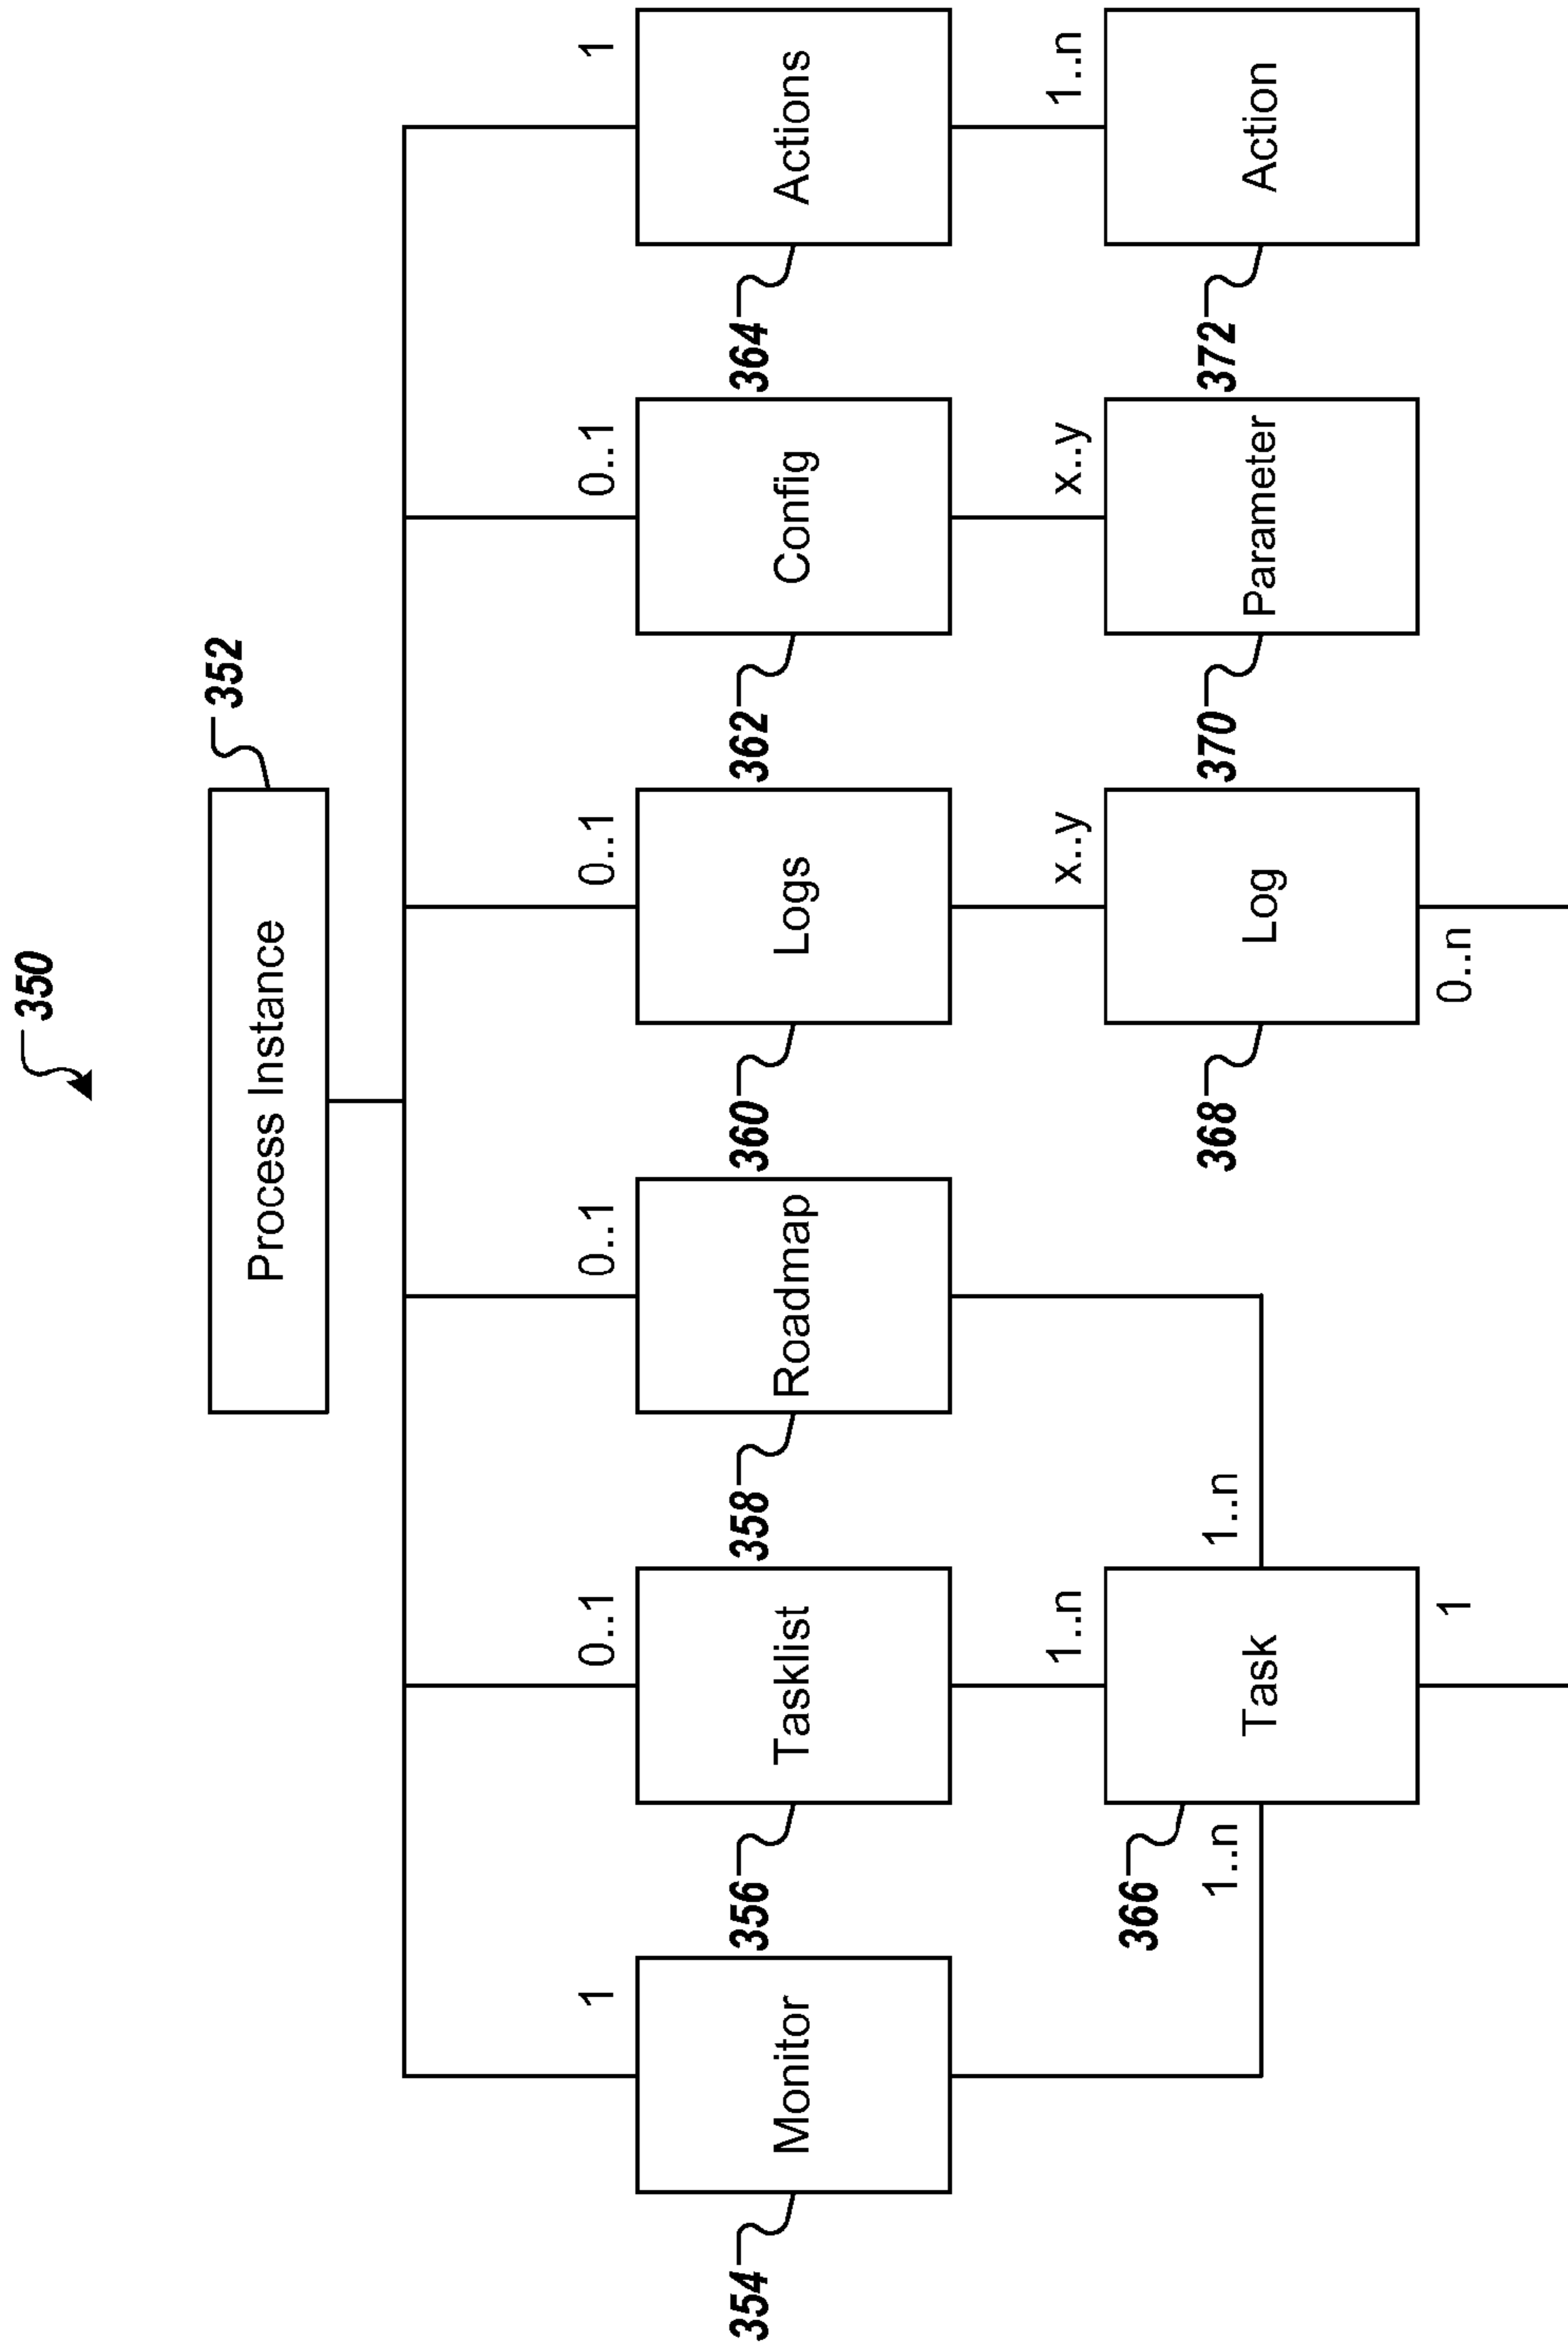 350
Process Instance
352
1
0..1
0..1
0..1
0..1
1
Monitor
Tasklist
Roadmap
Logs
Config
Actions
354
356
358
360
362
364
1..n
x..y
x..y
1..n
366
1..n
1..n
Task
Log
Parameter
Action
368
370
372
1
0..n